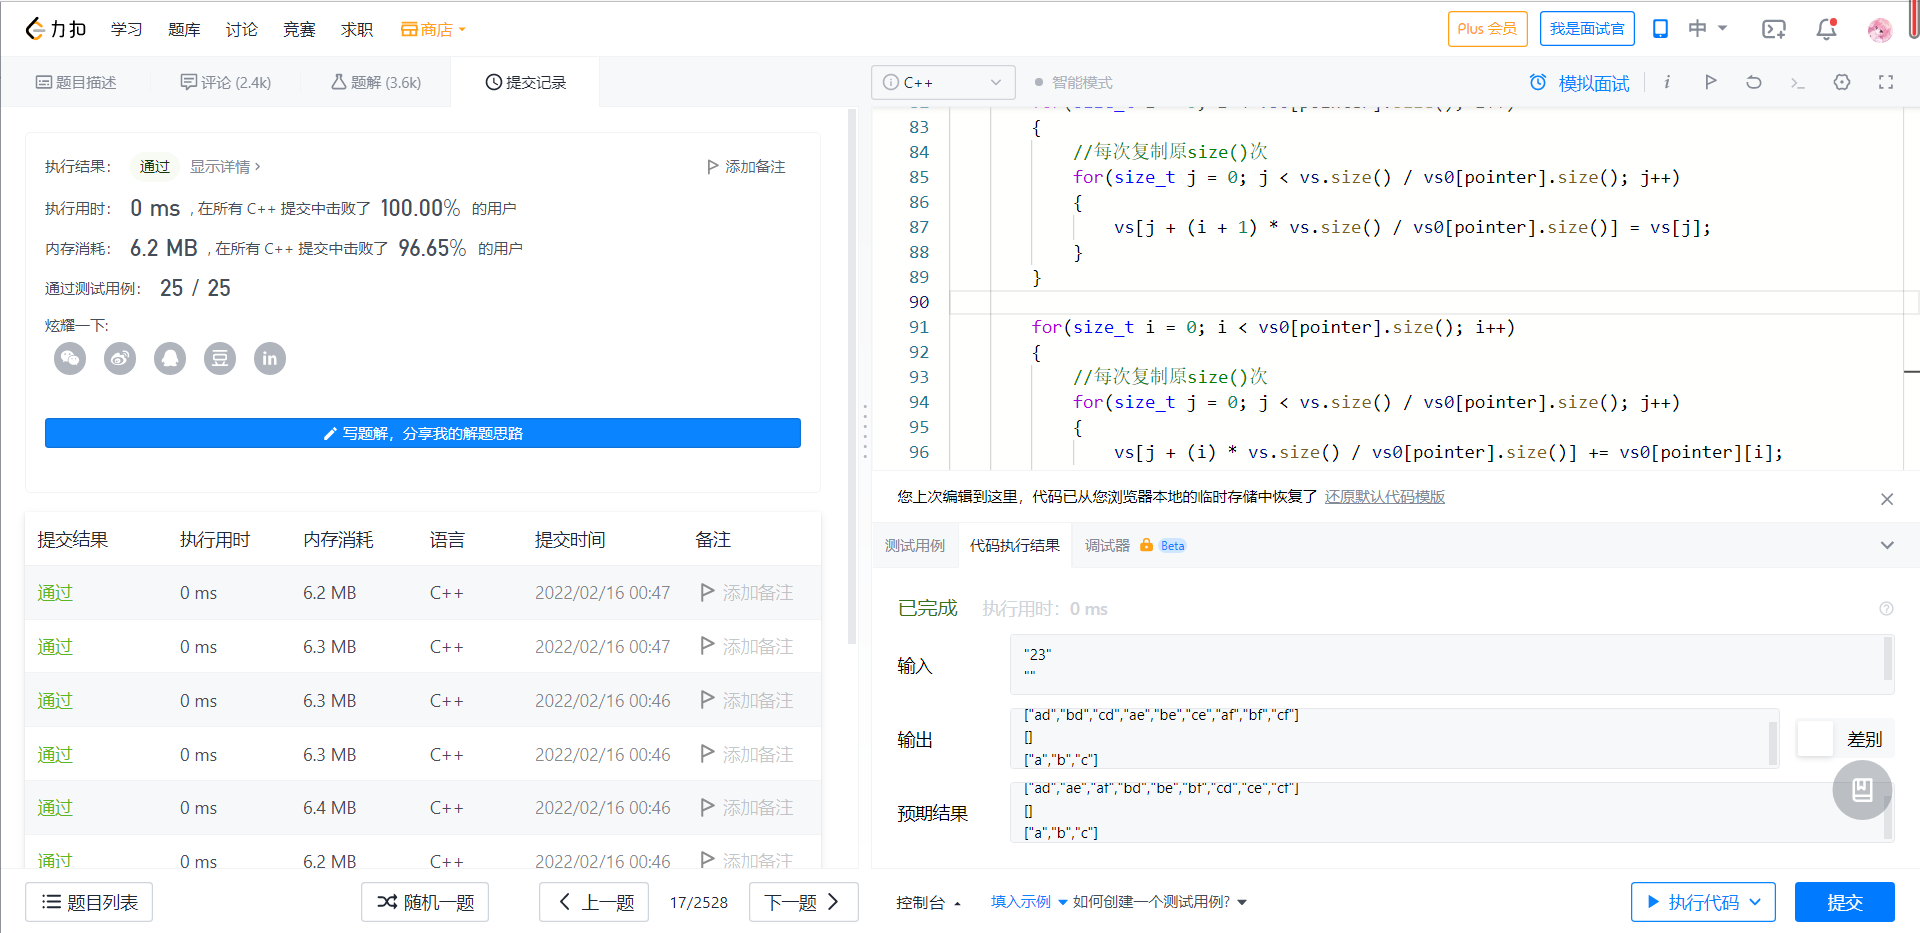 力扣 学习 题库 讨论 竞赛 求职 商店 Plus 会员 我是面试官 中
题目描述 评论 (2.4k) 题解 (3.6k) 提交记录
执行结果： 通过 显示详情 › 添加备注
执行用时： 0 ms , 在所有 C++ 提交中击败了 100.00% 的用户
内存消耗： 6.2 MB , 在所有 C++ 提交中击败了 96.65% 的用户
通过测试用例： 25 / 25
炫耀一下:
豆 in
写题解，分享我的解题思路
提交结果 执行用时 内存消耗 语言 提交时间 备注
通过 0 ms 6.2 MB C++ 2022/02/16 00:47 添加备注
通过 0 ms 6.3 MB C++ 2022/02/16 00:47 添加备注
通过 0 ms 6.3 MB C++ 2022/02/16 00:46 添加备注
通过 0 ms 6.3 MB C++ 2022/02/16 00:46 添加备注
通过 0 ms 6.4 MB C++ 2022/02/16 00:46 添加备注
通过 0 ms 6.2 MB C++ 2022/02/16 00:46 添加备注
题目列表 随机一题 上一题 17/2528 下一题
C++ 智能模式 模拟面试
83 {
84 //每次复制原size()次
85 for(size_t j = 0; j < vs.size() / vs0[pointer].size(); j++)
86 {
87 vs[j + (i + 1) * vs.size() / vs0[pointer].size()] = vs[j];
88 }
89 }
90
91 for(size_t i = 0; i < vs0[pointer].size(); i++)
92 {
93 //每次复制原size()次
94 for(size_t j = 0; j < vs.size() / vs0[pointer].size(); j++)
95 {
96 vs[j + (i) * vs.size() / vs0[pointer].size()] += vs0[pointer][i];
您上次编辑到这里，代码已从您浏览器本地的临时存储中恢复了 还原默认代码模版
测试用例 代码执行结果 调试器 Beta
已完成 执行用时： 0 ms
输入
"23"
""
输出
["ad","bd","cd","ae","be","ce","af","bf","cf"]
[]
["a","b","c"]
差别
预期结果
["ad","ae","af","bd","be","bf","cd","ce","cf"]
[]
["a","b","c"]
控制台 填入示例 如何创建一个测试用例? 执行代码 提交